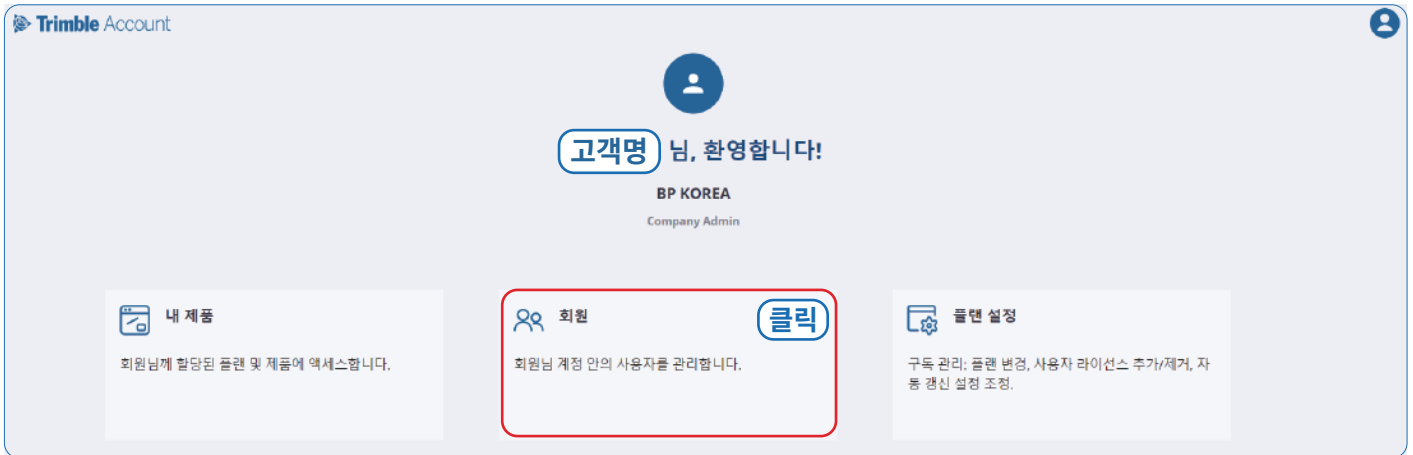 Trimble Account
고객명 님, 환영합니다!
BP KOREA
Company Admin
내 제품
회원님께 할당된 플랜 및 제품에 액세스합니다.
회원
클릭
회원님 계정 안의 사용자를 관리합니다.
플랜 설정
구독 관리: 플랜 변경, 사용자 라이선스 추가/제거, 자
동 갱신 설정 조정.